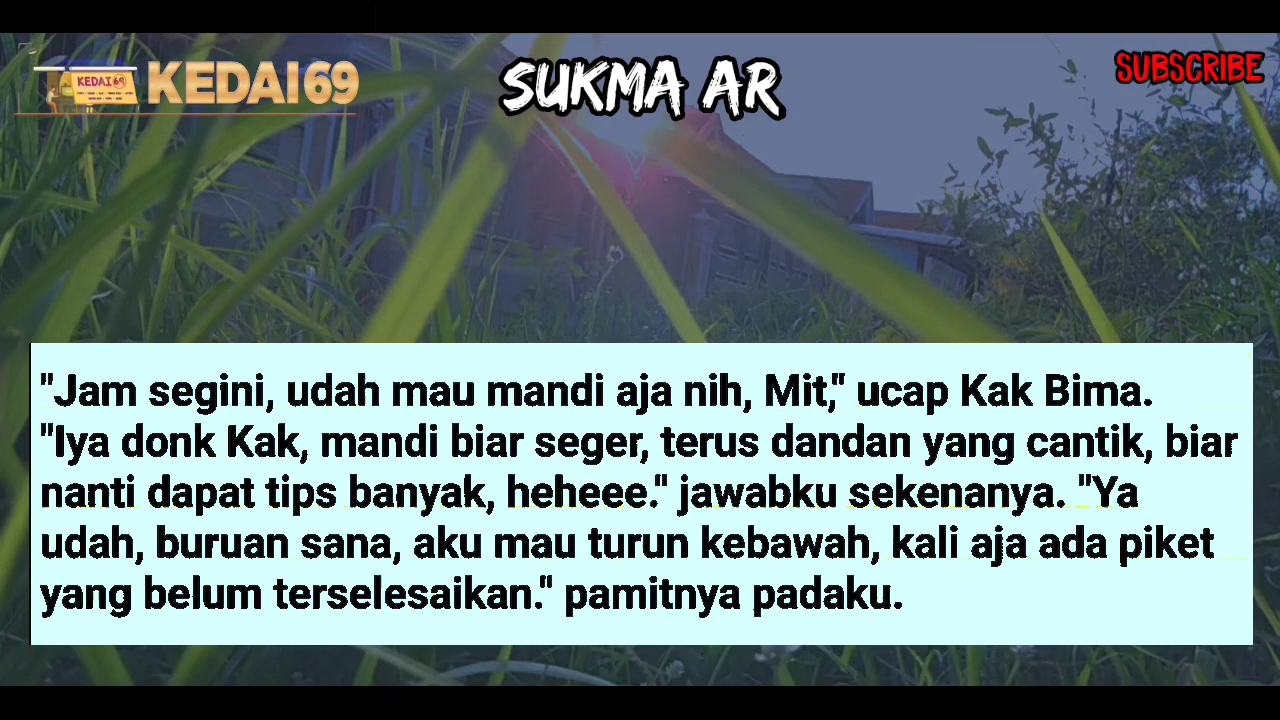 KEDAI69
KEDAI 69
SUKMA AR
SUBSCRIBE
"Jam segini, udah mau mandi aja nih, Mit," ucap Kak Bima.
"Iya donk Kak, mandi biar seger, terus dandan yang cantik, biar
nanti dapat tips banyak, heheee." jawabku sekenanya. "Ya
udah, buruan sana, aku mau turun kebawah, kali aja ada piket
yang belum terselesaikan." pamitnya padaku.